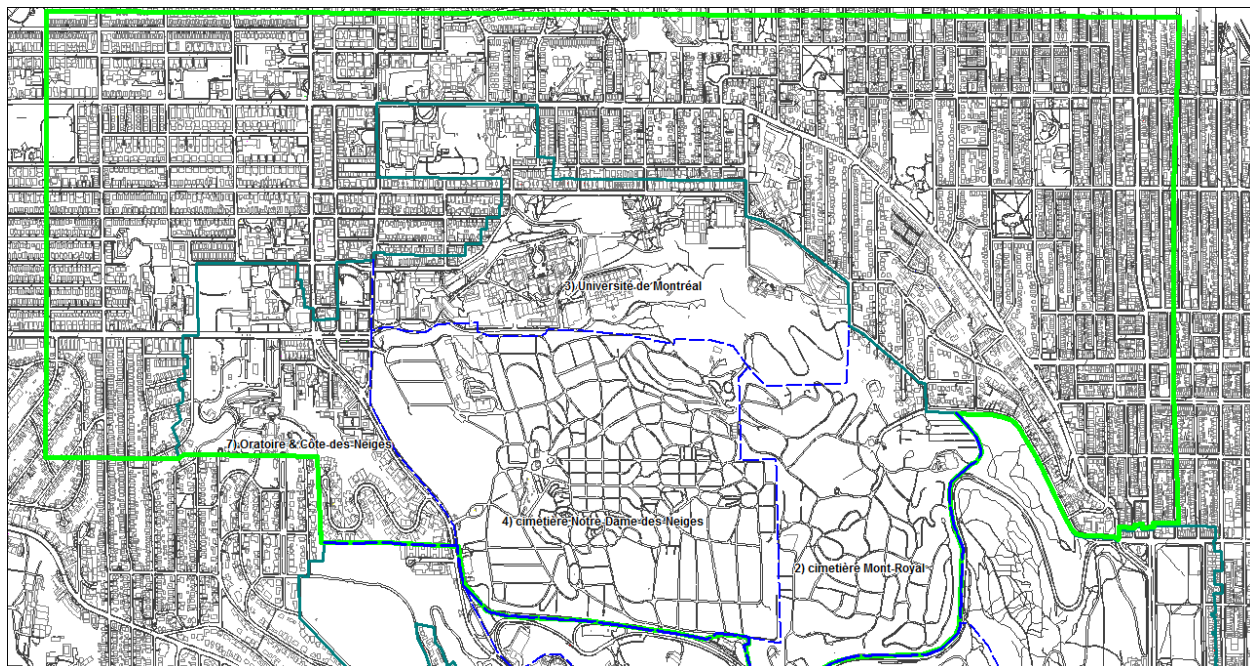 3) Université de Montréal
7) Oratoire & Côte-des-Neiges
4) cimetière Notre-Dame-des-Neiges
2) cimetière Mont-Royal